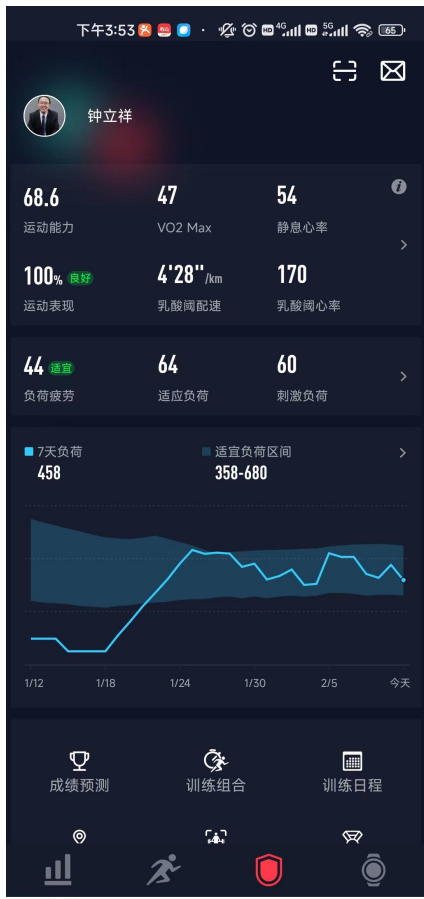 下午3:53 HD 4G HD 5G 65
钟立祥
68.6 47 54
运动能力 VO2 Max 静息心率
100% 良好 4'28"/km 170
运动表现 乳酸阈配速 乳酸阈心率
44 适宜 64 60
负荷疲劳 适应负荷 刺激负荷
7天负荷 适宜负荷区间
458 358-680
1/12 1/18 1/24 1/30 2/5 今天
成绩预测 训练组合 训练日程